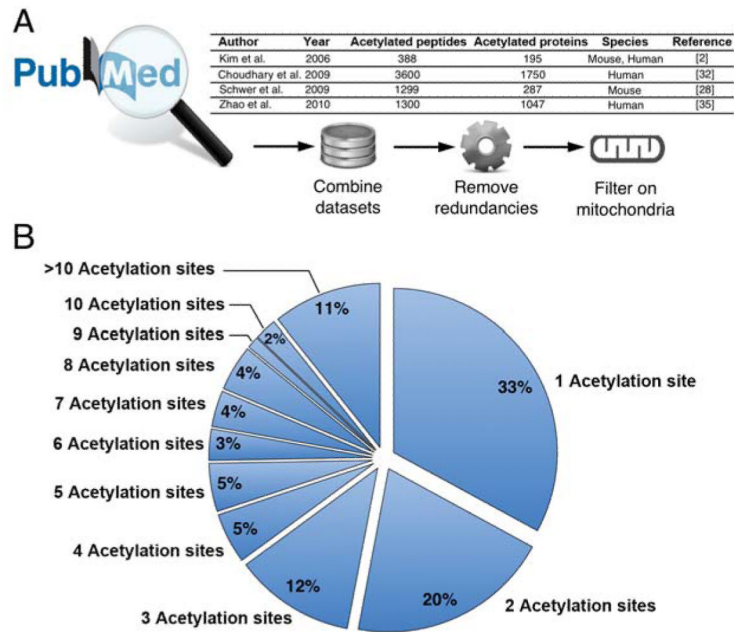 A
PubMed
Author Year Acetylated peptides Acetylated proteins Species Reference
Kim et al. 2006 388 195 Mouse, Human [2]
Choudhary et al. 2009 3600 1750 Human [32]
Schwer et al. 2009 1299 287 Mouse [28]
Zhao et al. 2010 1300 1047 Human [35]
Combine datasets
Remove redundancies
Filter on mitochondria
B
>10 Acetylation sites
11%
10 Acetylation sites
2%
9 Acetylation sites
8 Acetylation sites
4%
7 Acetylation sites
4%
6 Acetylation sites
3%
5 Acetylation sites
5%
4 Acetylation sites
5%
3 Acetylation sites
12%
2 Acetylation sites
20%
1 Acetylation site
33%